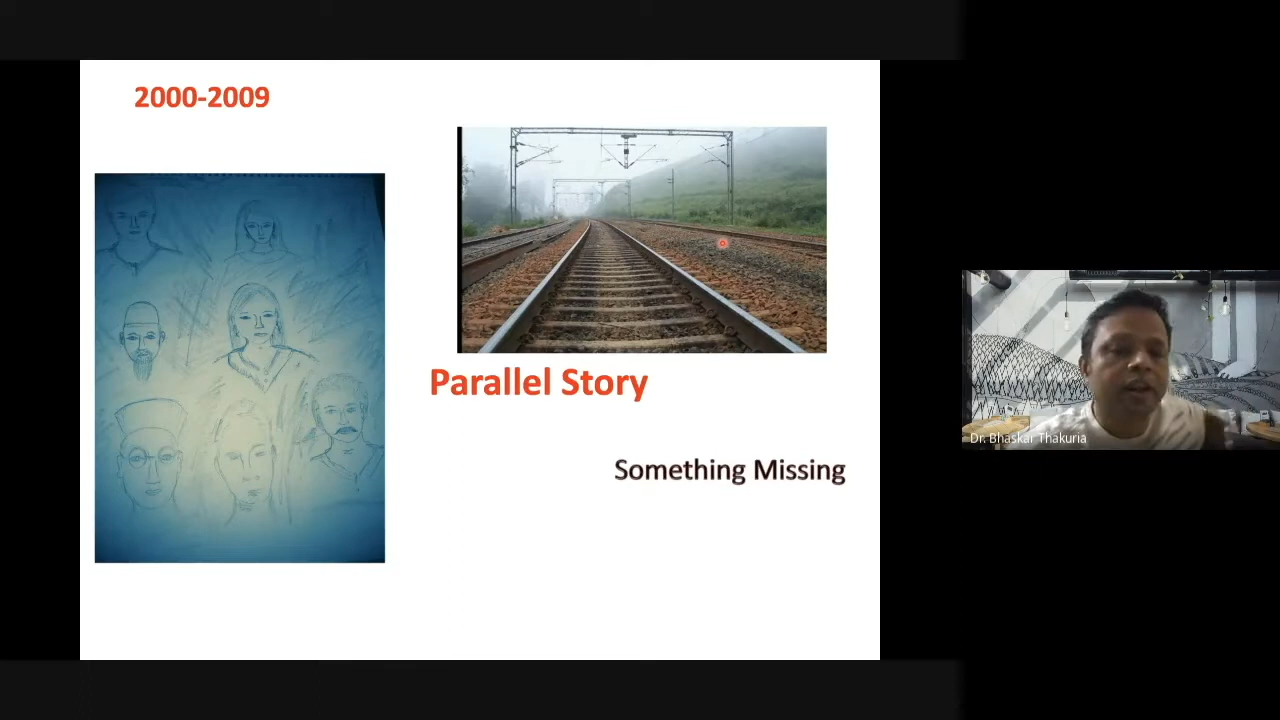 2000-2009
Parallel Story
Something Missing
Dr. Bhaskar Thakuria